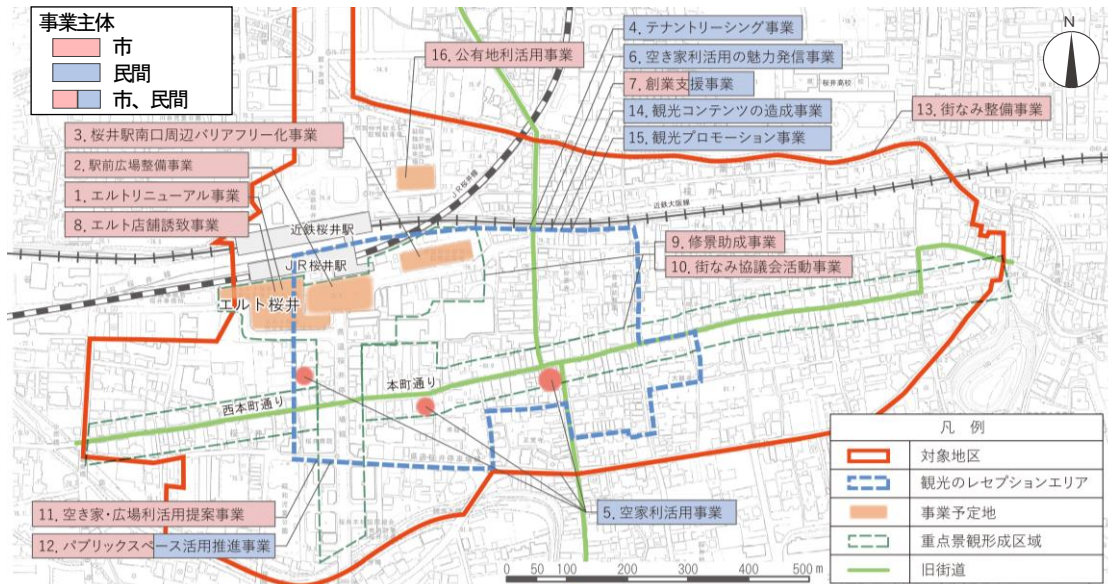 事業主体
市
民間
市、民間
N
16. 公有地利活用事業
4. テナントリーシング事業
6. 空き家利活用の魅力発信事業
7. 創業支援事業
14. 観光コンテンツの造成事業
15. 観光プロモーション事業
桜井高校
13. 街なみ整備事業
3. 桜井駅南口周辺バリアフリー化事業
2. 駅前広場整備事業
1. エルトリニューアル事業
8. エルト店舗誘致事業
JR桜井線
近鉄大阪線
近鉄桜井駅
JR桜井駅
エルト桜井
9. 修景助成事業
10. 街なみ協議会活動事業
本町通り
西本町通り
11. 空き家・広場利活用提案事業
12. パブリックスペース活用推進事業
5. 空家利活用事業
凡 例
対象地区
観光のレセプションエリア
事業予定地
重点景観形成区域
旧街道
0 50 100 200 300 400 500 m